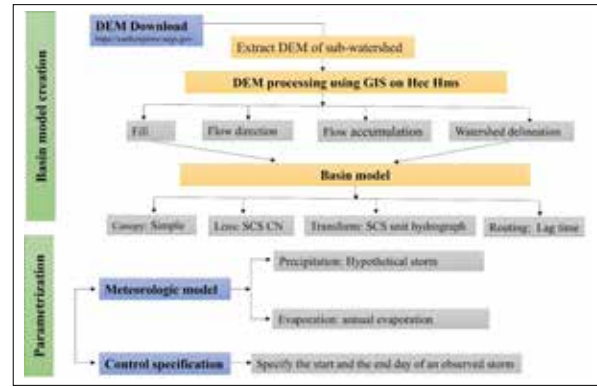 DEM Download
Extract DEM of sub-watershed
DEM processing using GIS on Hec Hms
Fill
Flow direction
Flow accumulation
Watershed delineation
Basin model
Canopy: Simple
Loss: SCS CN
Transform: SCS unit hydrograph
Routing: Lag time
Basin model creation
Precipitation: Hypothetical storm
Meteorologic model
Evaporation: annual evaporation
Control specification
Specify the start and the end day of an observed storm
Parametrization